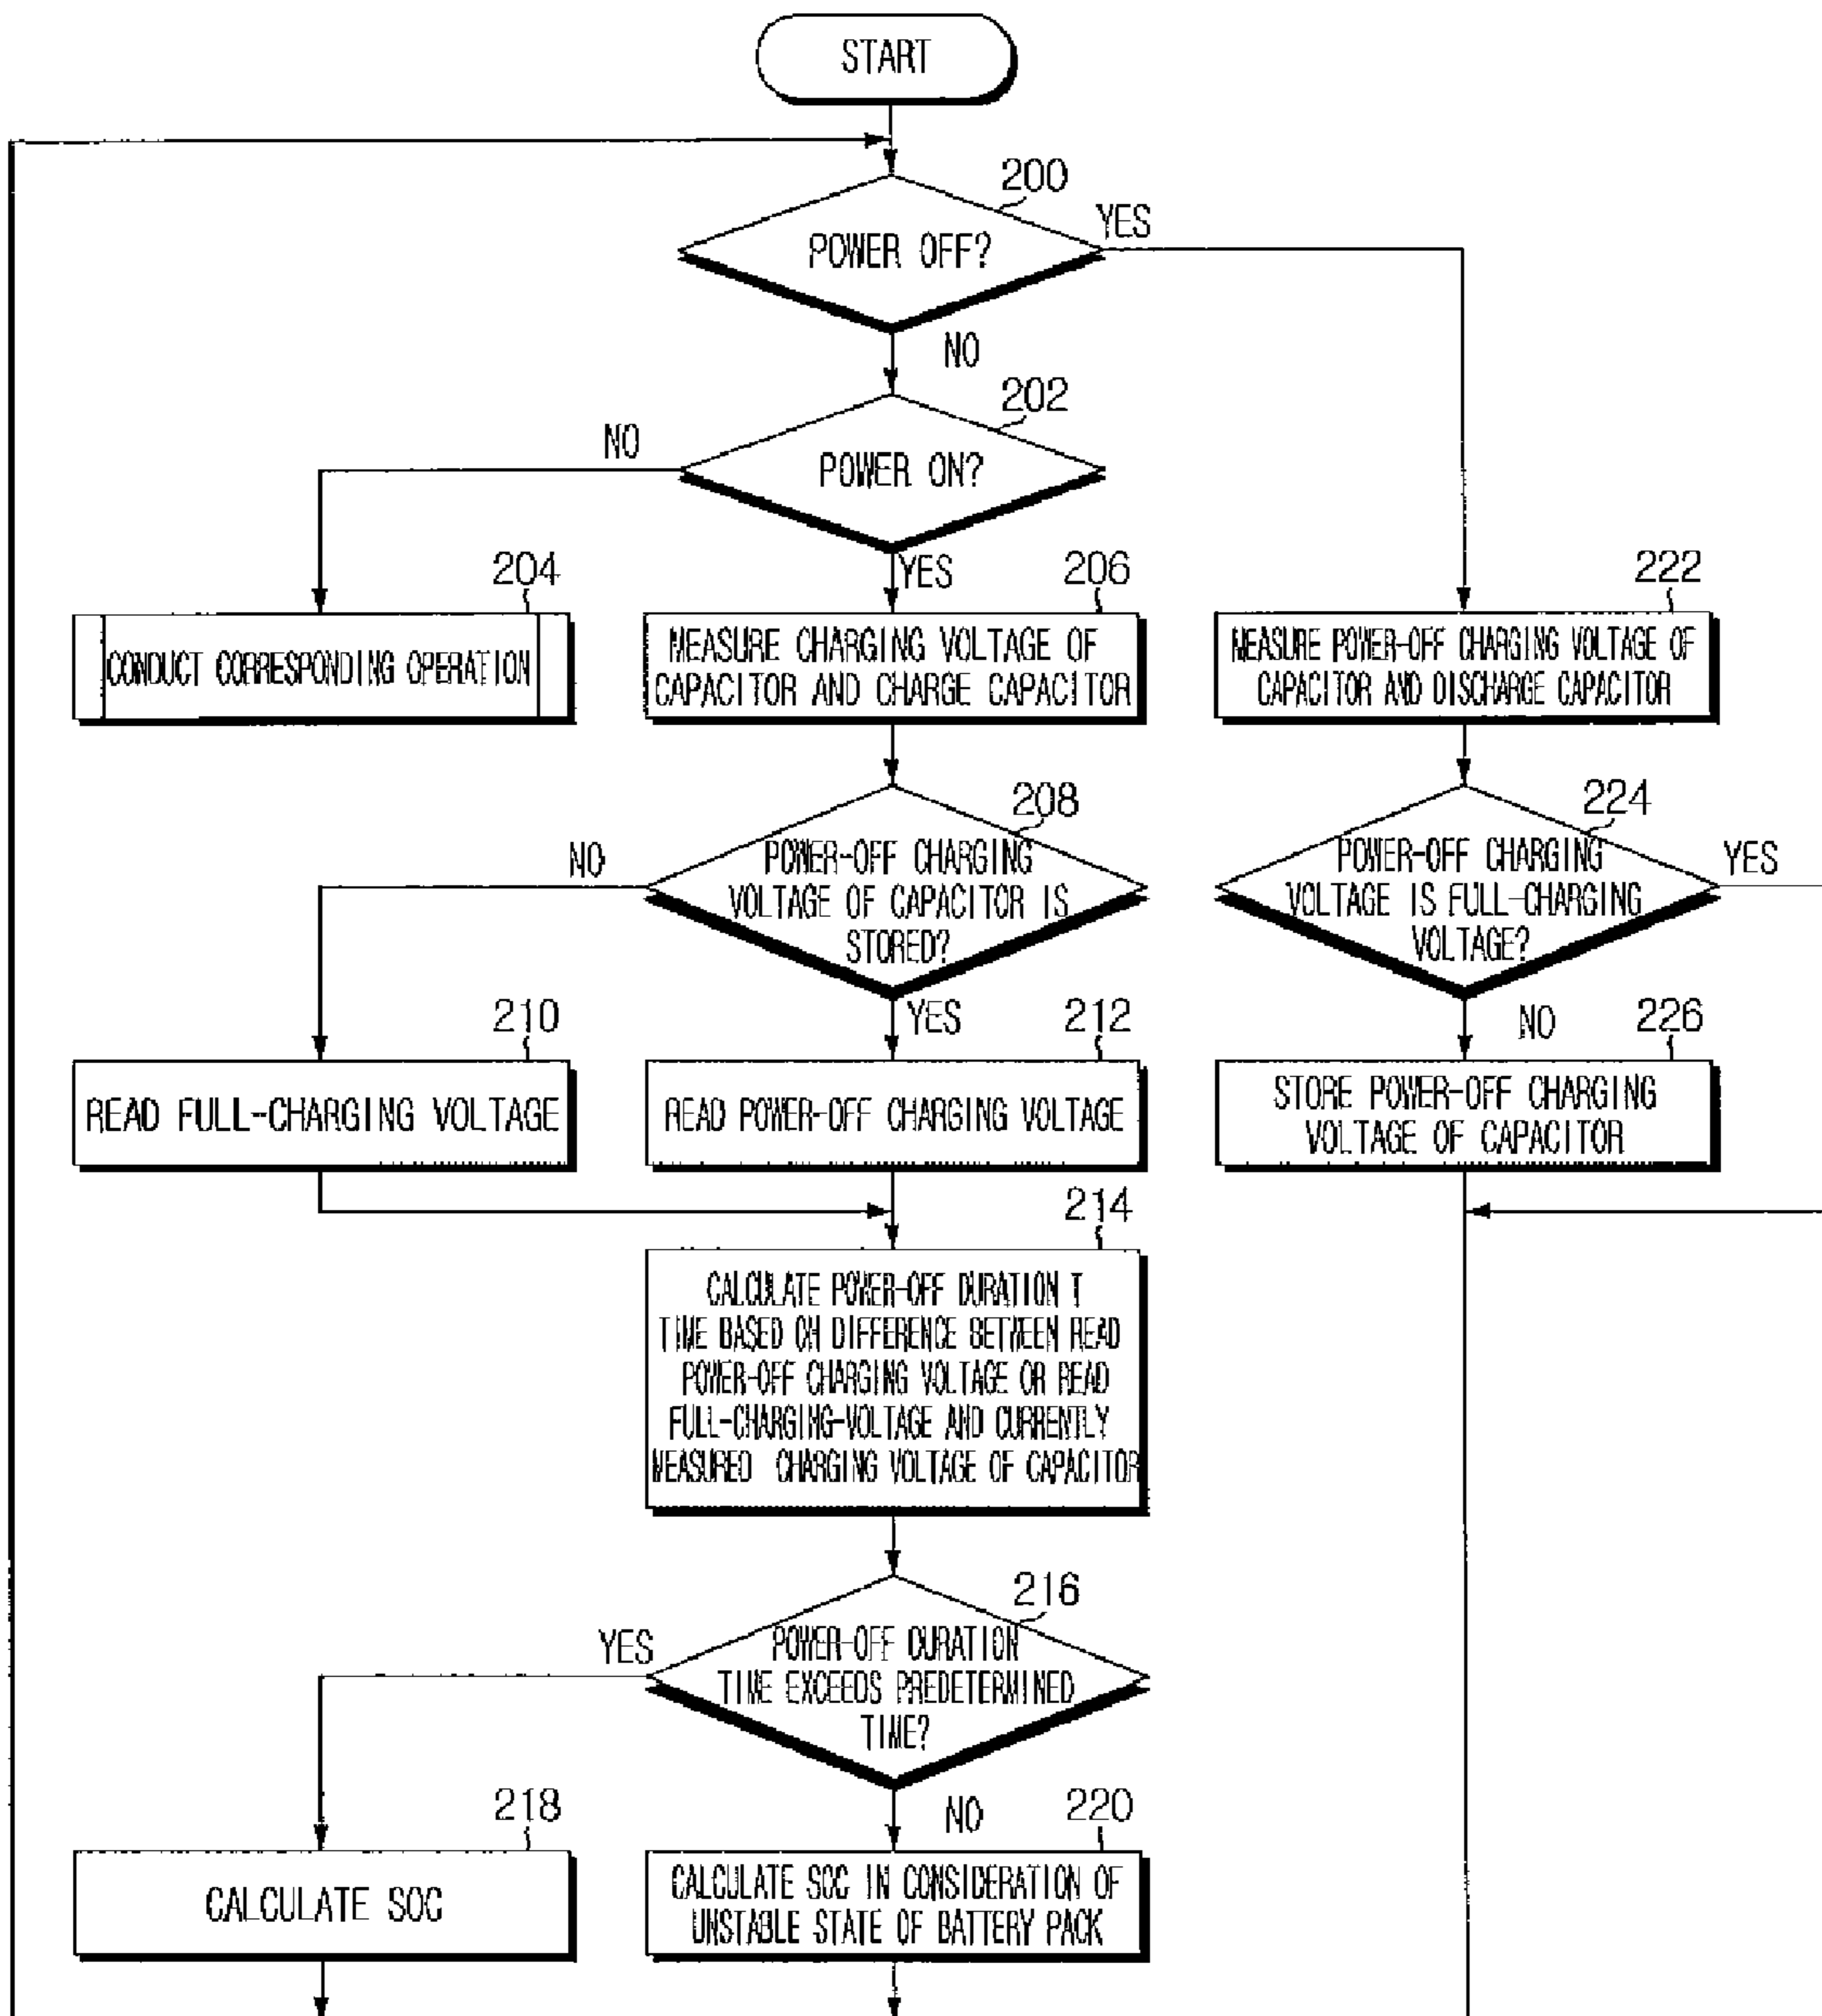 START
200
POWER OFF?
YES
NO
202
POWER ON?
NO
YES
204
CONDUCT CORRESPONDING OPERATION
206
MEASURE CHARGING VOLTAGE OF
CAPACITOR AND CHARGE CAPACITOR
222
MEASURE POWER-OFF CHARGING VOLTAGE OF
CAPACITOR AND DISCHARGE CAPACITOR
208
POWER-OFF CHARGING
VOLTAGE OF CAPACITOR IS
STORED?
NO
YES
224
POWER-OFF CHARGING
VOLTAGE IS FULL-CHARGING
VOLTAGE?
YES
NO
210
READ FULL-CHARGING VOLTAGE
212
READ POWER-OFF CHARGING VOLTAGE
226
STORE POWER-OFF CHARGING
VOLTAGE OF CAPACITOR
214
CALCULATE POWER-OFF DURATION T
TIME BASED ON DIFFERENCE BETWEEN READ
POWER-OFF CHARGING VOLTAGE OR READ
FULL-CHARGING-VOLTAGE AND CURRENTLY
MEASURED CHARGING VOLTAGE OF CAPACITOR
216
POWER-OFF DURATION
TIME EXCEEDS PREDETERMINED
TIME?
YES
NO
218
CALCULATE SOC
220
CALCULATE SOC IN CONSIDERATION OF
UNSTABLE STATE OF BATTERY PACK